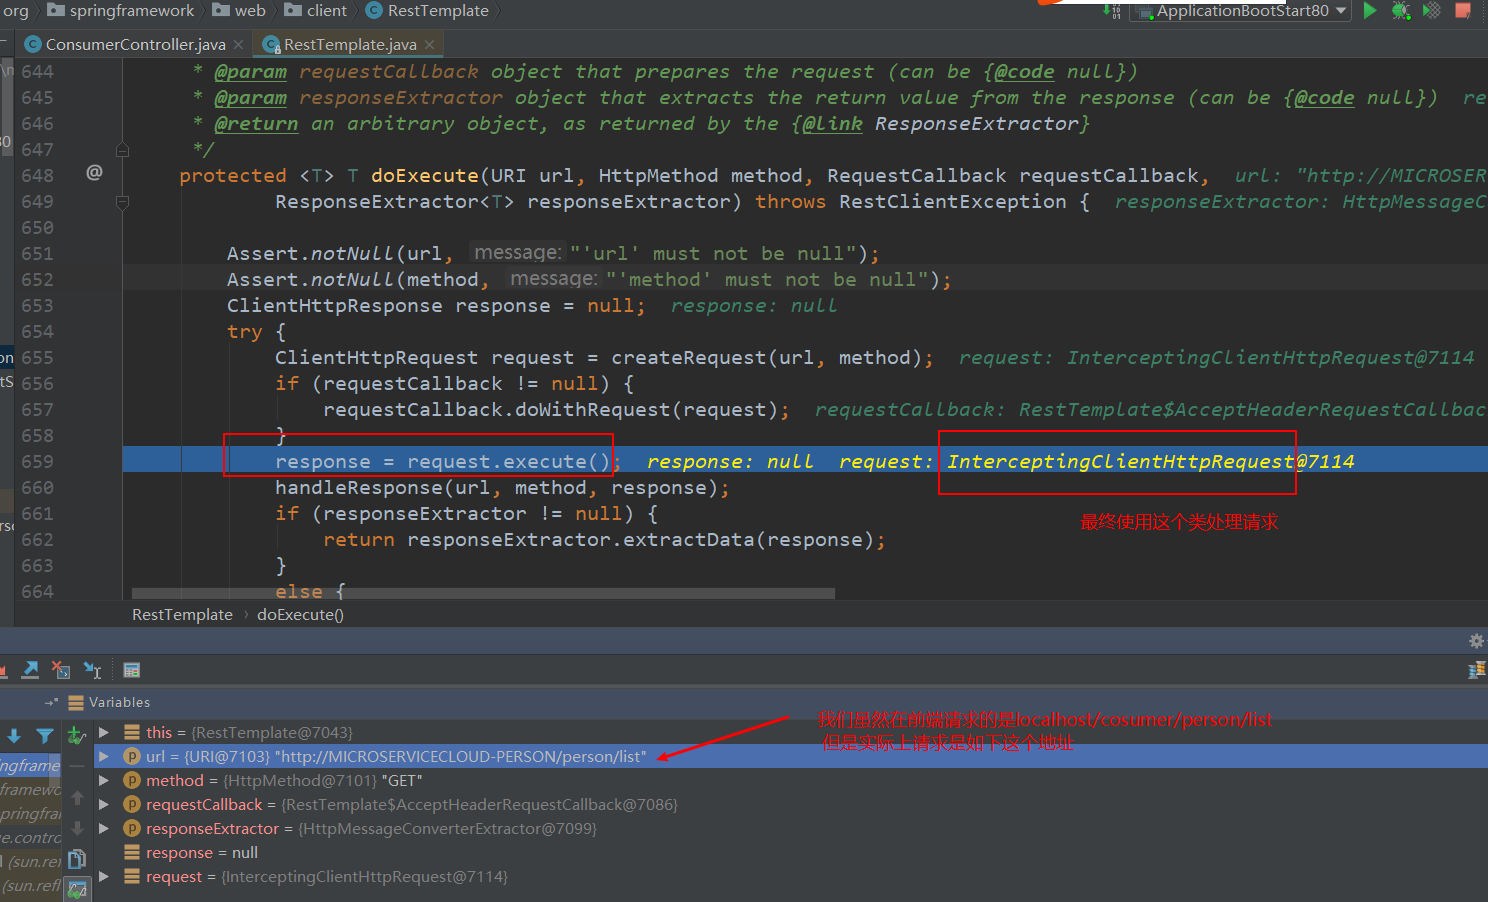 org springframework web client RestTemplate ApplicationBootStart80
ConsumerController.java RestTemplate.java
644 * @param requestCallback object that prepares the request (can be {@code null})
645 * @param responseExtractor object that extracts the return value from the response (can be {@code null}) re
646 * @return an arbitrary object, as returned by the {@link ResponseExtractor}
647 */
648 @ protected <T> T doExecute(URI url, HttpMethod method, RequestCallback requestCallback, url: "http://MICROSER
649 ResponseExtractor<T> responseExtractor) throws RestClientException { responseExtractor: HttpMessageC
650
651 Assert.notNull(url, message: "'url' must not be null");
652 Assert.notNull(method, message: "'method' must not be null");
653 ClientHttpResponse response = null; response: null
654 try {
655 ClientHttpRequest request = createRequest(url, method); request: InterceptingClientHttpRequest@7114
656 if (requestCallback != null) {
657 requestCallback.doWithRequest(request); requestCallback: RestTemplate$AcceptHeaderRequestCallbac
658 }
659 response = request.execute(); response: null request: InterceptingClientHttpRequest@7114
660 handleResponse(url, method, response);
661 if (responseExtractor != null) {
最终使用这个类处理请求
662 return responseExtractor.extractData(response);
663 }
664 else {
RestTemplate › doExecute()
Variables
我们虽然在前端请求的是localhost/cosumer/person/list
但是实际上请求是如下这个地址
this = {RestTemplate@7043}
url = {URI@7103} "http://MICROSERVICECLOUD-PERSON/person/list"
method = {HttpMethod@7101} "GET"
requestCallback = {RestTemplate$AcceptHeaderRequestCallback@7086}
responseExtractor = {HttpMessageConverterExtractor@7099}
response = null
request = {InterceptingClientHttpRequest@7114}
ingframe
framewo
pringfra
e.contro
(sun.ref
(sun.refl